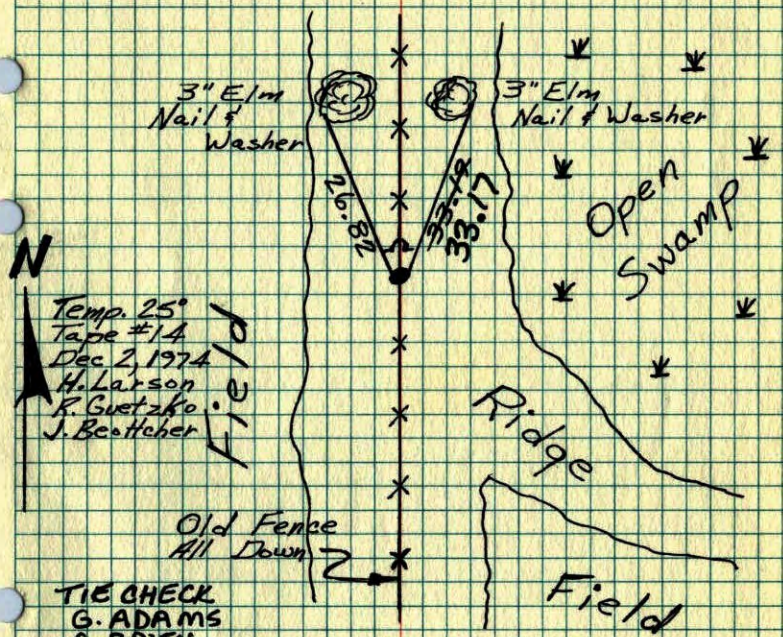 3" Elm
Nail &
Washer
3" Elm
Nail & Washer
26.82
33.19
33.17
Open
Swamp
N
Temp. 25°
Tape #14
Dec 2, 1974
H. Larson
R. Guetzko
J. Beottcher
Field
Ridge
Old Fence
All Down
Field
TIE CHECK
G. ADAMS